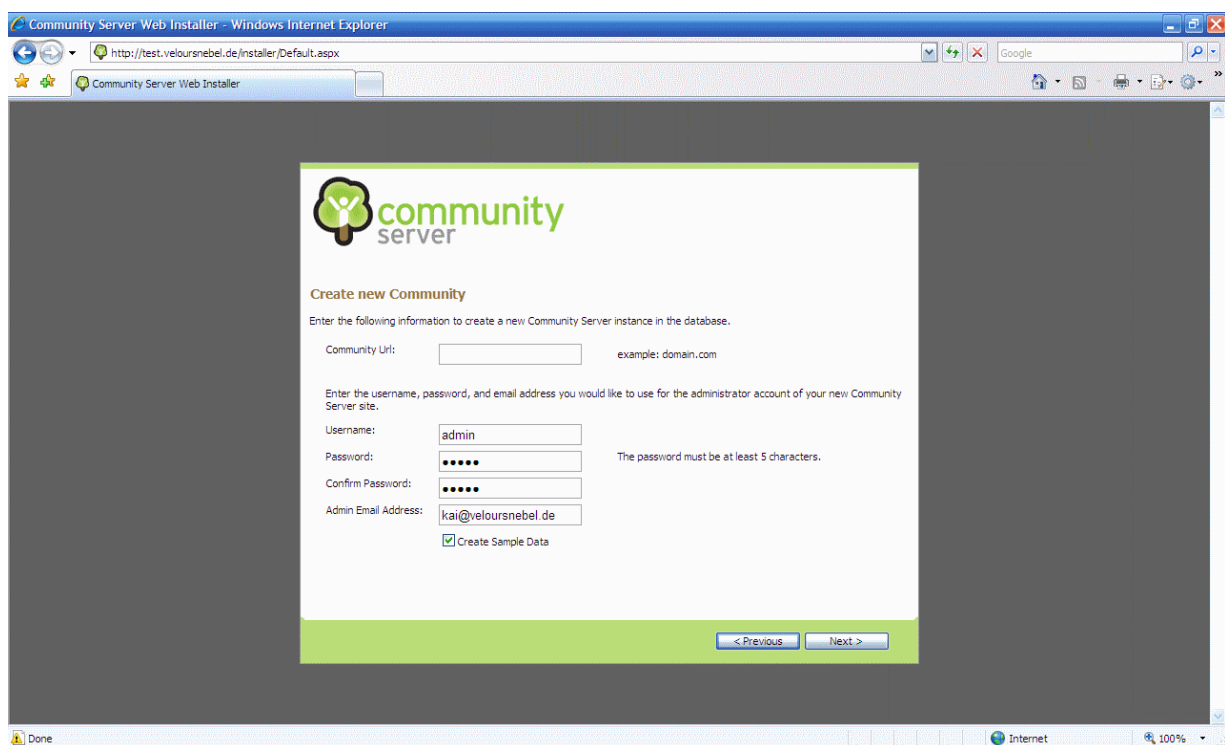 Community Server Web Installer - Windows Internet Explorer
http://test.veloursnebel.de/installer/Default.aspx
Google
Community Server Web Installer
community
server
Create new Community
Enter the following information to create a new Community Server instance in the database.
Community Url:
example: domain.com
Enter the username, password, and email address you would like to use for the administrator account of your new Community
Server site.
Username:
admin
Password:
•••••
The password must be at least 5 characters.
Confirm Password:
•••••
Admin Email Address:
kai@veloursnebel.de
Create Sample Data
< Previous
Next >
Done
Internet
100%